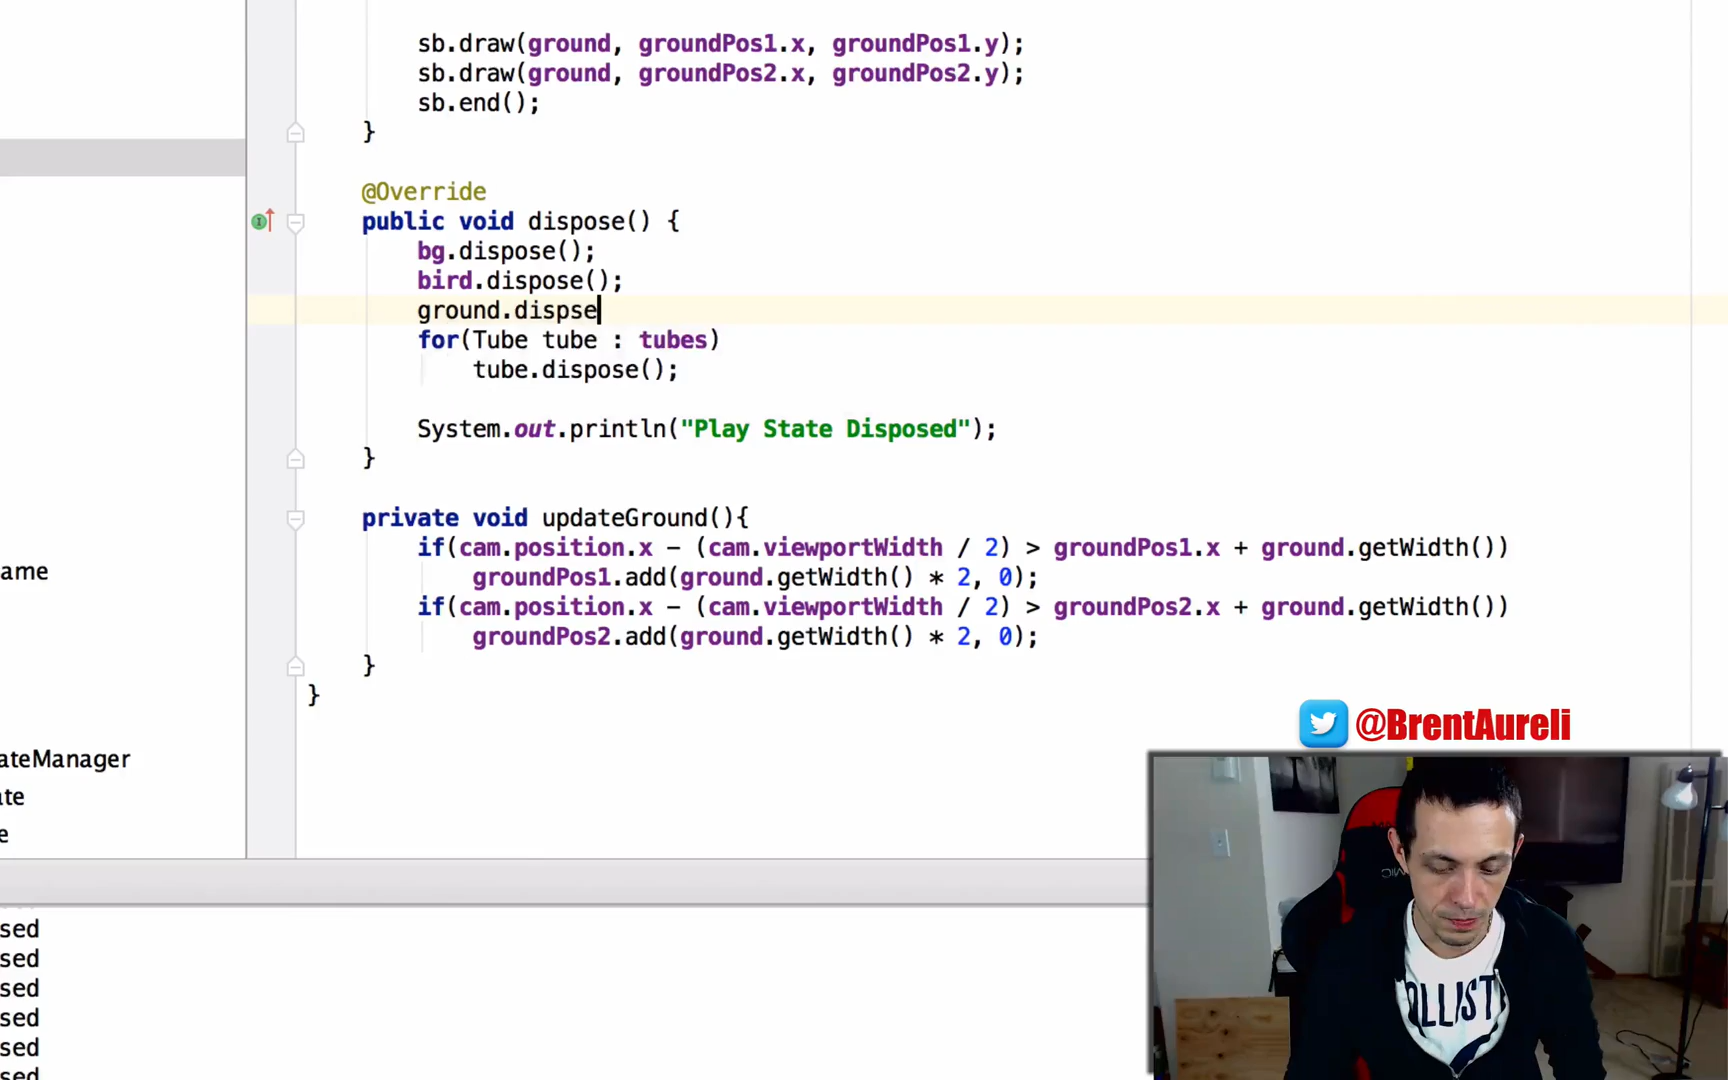 sb.draw(ground, groundPos1.x, groundPos1.y);
sb.draw(ground, groundPos2.x, groundPos2.y);
sb.end();
}
@Override
public void dispose() {
bg.dispose();
bird.dispose();
ground.dispse
for(Tube tube : tubes)
tube.dispose();
System.out.println("Play State Disposed");
}
private void updateGround(){
if(cam.position.x - (cam.viewportWidth / 2) > groundPos1.x + ground.getWidth())
groundPos1.add(ground.getWidth() * 2, 0);
if(cam.position.x - (cam.viewportWidth / 2) > groundPos2.x + ground.getWidth())
groundPos2.add(ground.getWidth() * 2, 0);
}
}
ame
ateManager
ate
e
sed
sed
sed
sed
sed
sed
@BrentAureli
OLLIST